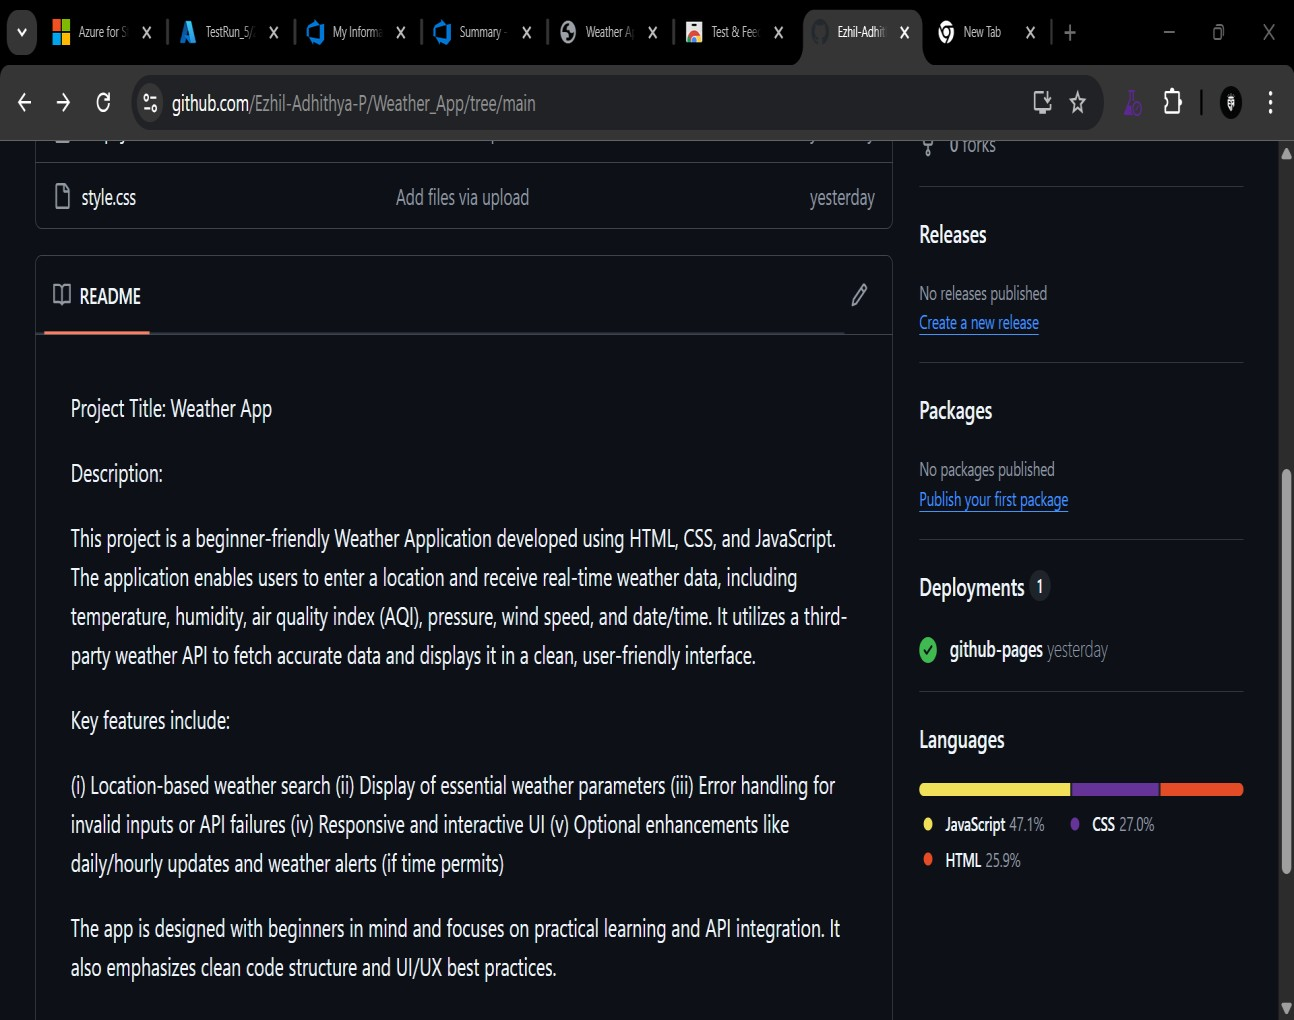 Azure for S
TestRun_5/
My Informa
Summary -
Weather A
Test & Fee
Ezhil-Adhit
New Tab
github.com/Ezhil-Adhithya-P/Weather_App/tree/main
0 forks
style.css
Add files via upload
yesterday
Releases
README
No releases published
Create a new release
Project Title: Weather App
Packages
Description:
No packages published
Publish your first package
This project is a beginner-friendly Weather Application developed using HTML, CSS, and JavaScript.
The application enables users to enter a location and receive real-time weather data, including
temperature, humidity, air quality index (AQI), pressure, wind speed, and date/time. It utilizes a third-
party weather API to fetch accurate data and displays it in a clean, user-friendly interface.
Deployments 1
github-pages yesterday
Key features include:
Languages
(i) Location-based weather search (ii) Display of essential weather parameters (iii) Error handling for
invalid inputs or API failures (iv) Responsive and interactive UI (v) Optional enhancements like
daily/hourly updates and weather alerts (if time permits)
JavaScript 47.1%
CSS 27.0%
HTML 25.9%
The app is designed with beginners in mind and focuses on practical learning and API integration. It
also emphasizes clean code structure and UI/UX best practices.